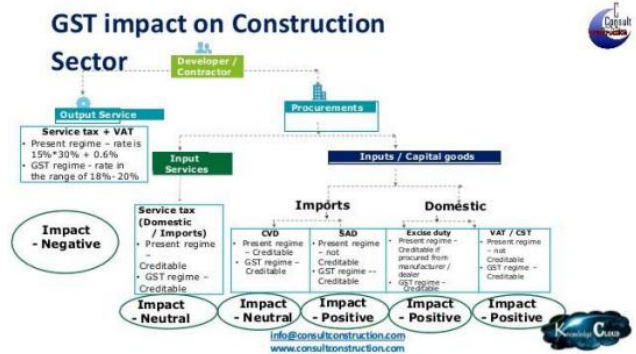 GST impact on Construction
Sector
Consult
Developer /
Contractor
Output Service
Procurements
Service tax + VAT
• Present regime – rate is
15%*30% + 0.6%
• GST regime - rate in
the range of 18%- 20%
Input
Services
Inputs / Capital goods
Imports
Domestic
Impact
- Negative
Service tax
(Domestic
/ Imports)
• Present regime
–
Creditable
• GST regime –
Creditable
CVD
• Present regime
– Creditable
• GST regime –
Creditable
SAD
• Present regime
– not
Creditable
• GST regime --
Creditable
Excise duty
• Present regime –
Creditable if
procured from
manufacturer /
dealer
• GST regime –
Creditable
VAT / CST
• Present regime
– not
Creditable
• GST regime –
Creditable
Impact
- Neutral
Impact
- Neutral
Impact
- Positive
Impact
- Positive
Impact
- Positive
info@consultconstruction.com
www.consultconstruction.com
Knowledge Cloud